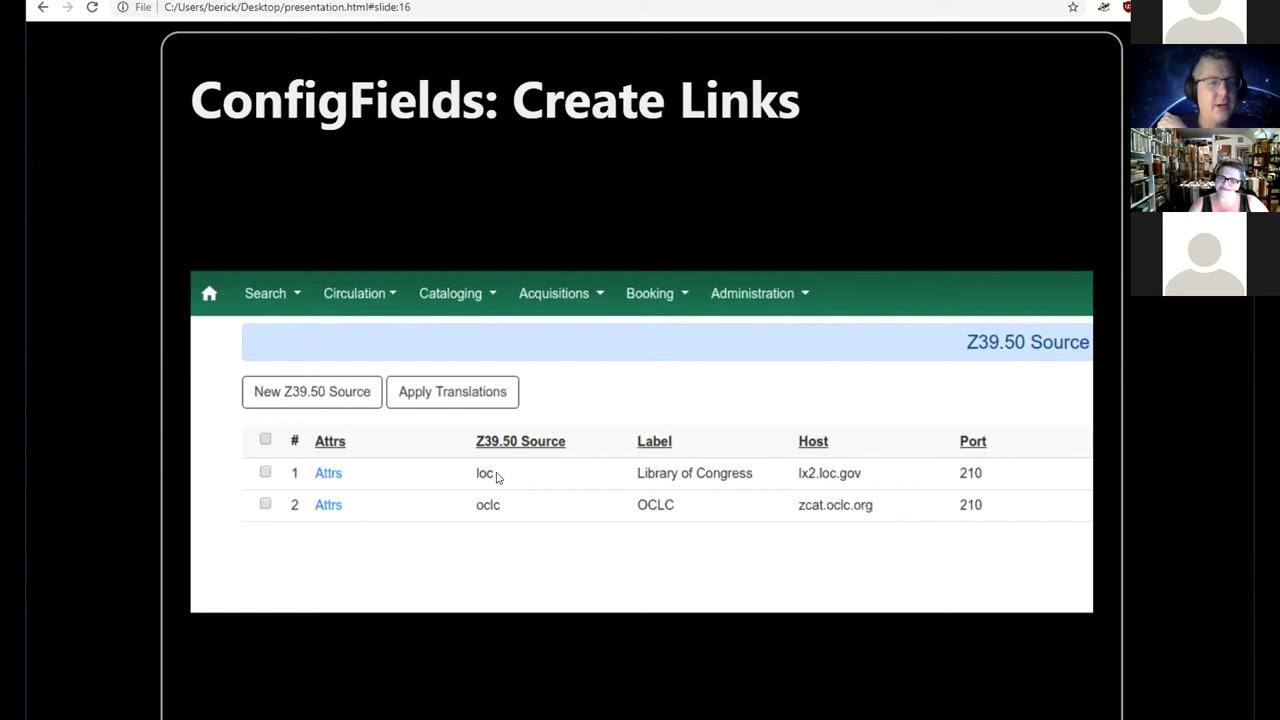 File C:/Users/berick/Desktop/presentation.html#slide:16
ConfigFields: Create Links
Search Circulation Cataloging Acquisitions Booking Administration
Z39.50 Source
New Z39.50 Source Apply Translations
# Attrs Z39.50 Source Label Host Port
1 Attrs loc Library of Congress lx2.loc.gov 210
2 Attrs oclc OCLC zcat.oclc.org 210